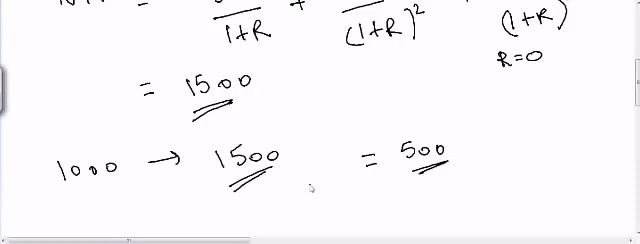 1+R + (1+R)² (1+R)
R=0
= 1500
1000 → 1500 = 500